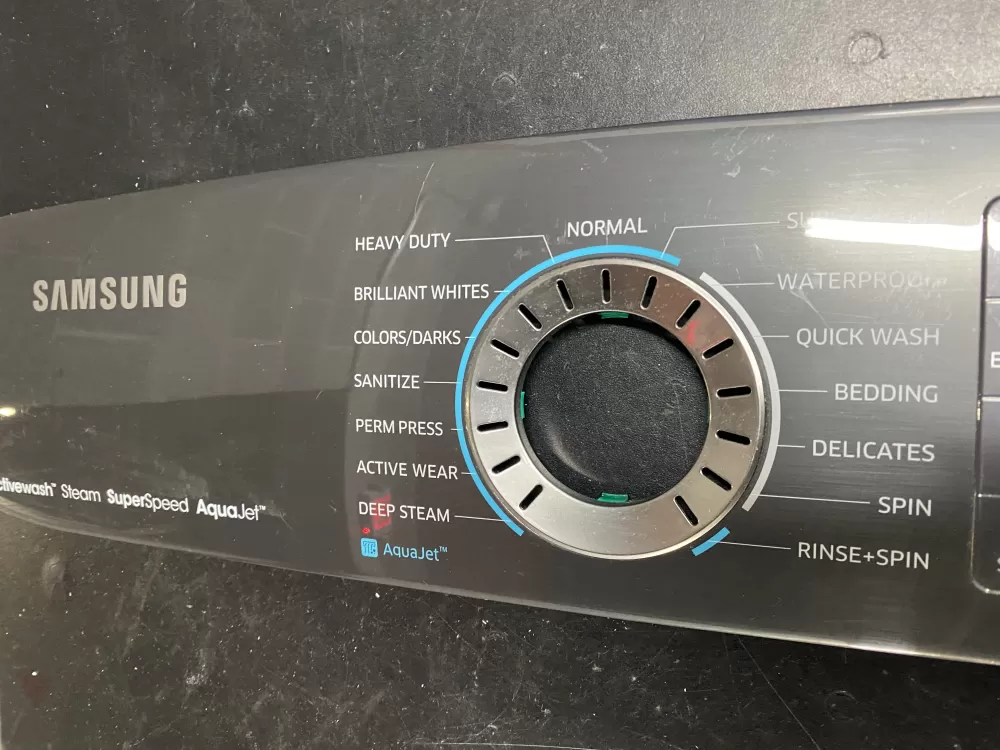 SAMSUNG
Steam SuperSpeed AquaJet™
HEAVY DUTY
BRILLIANT WHITES
COLORS/DARKS
SANITIZE
PERM PRESS
ACTIVE WEAR
DEEP STEAM
AquaJet™
NORMAL
QUICK WASH
BEDDING
DELICATES
SPIN
RINSE+SPIN